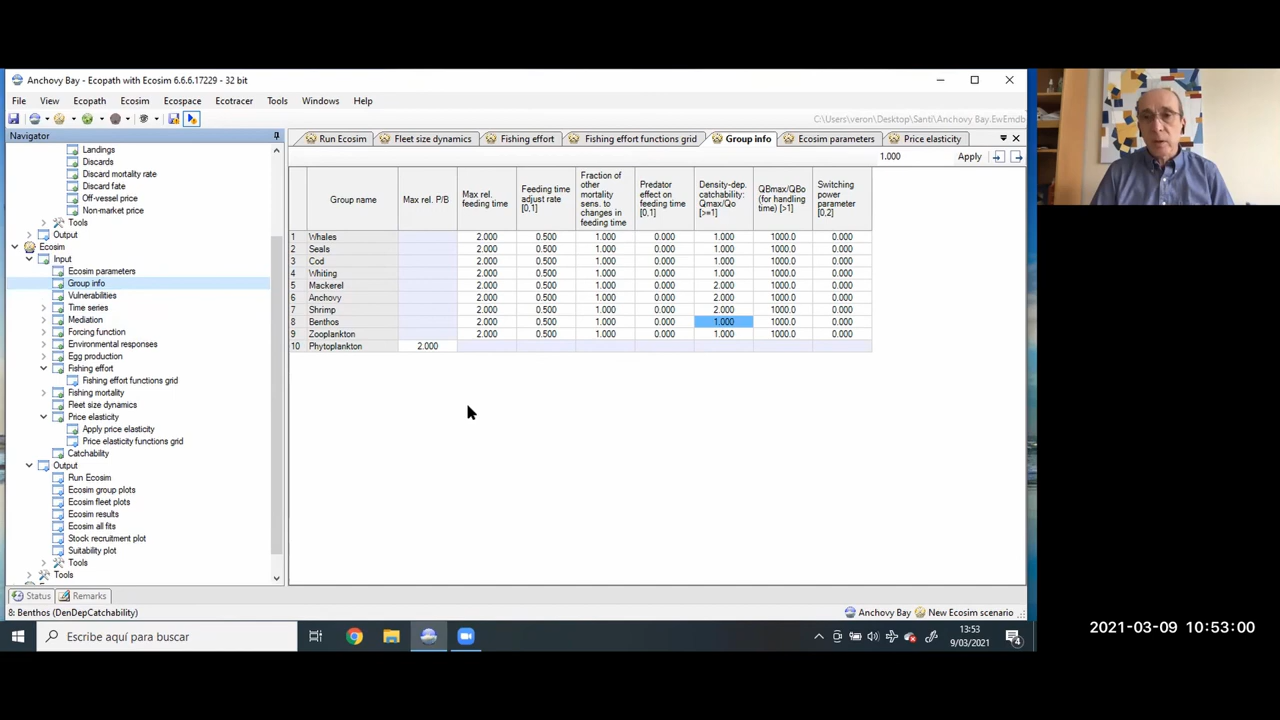 Anchovy Bay - Ecopath with Ecosim 6.6.6.17229 - 32 bit
File View Ecopath Ecosim Ecospace Ecotracer Tools Windows Help
C:\Users\veron\Desktop\Santi\Anchovy Bay.EwEmdb
Navigator
Landings
Discards
Discard mortality rate
Discard fate
Off-vessel price
Non-market price
Tools
Output
Ecosim
Input
Ecosim parameters
Group info
Vulnerabilities
Time series
Mediation
Forcing function
Environmental responses
Egg production
Fishing effort
Fishing effort functions grid
Fishing mortality
Fleet size dynamics
Price elasticity
Apply price elasticity
Price elasticity functions grid
Catchability
Output
Run Ecosim
Ecosim group plots
Ecosim fleet plots
Ecosim results
Ecosim all fits
Stock recruitment plot
Suitability plot
Tools
Tools
Run Ecosim Fleet size dynamics Fishing effort Fishing effort functions grid Group info Ecosim parameters Price elasticity
1.000 Apply
Group name
Max rel. P/B
Max rel. feeding time
Feeding time adjust rate [0,1]
Fraction of other mortality sens. to changes in feeding time
Predator effect on feeding time [0,1]
Density-dep. catchability: Qmax/Qo [>=1]
QBmax/QBo (for handling time) [>1]
Switching power parameter [0,2]
1 Whales 2.000 0.500 1.000 0.000 1.000 1000.0 0.000
2 Seals 2.000 0.500 1.000 0.000 1.000 1000.0 0.000
3 Cod 2.000 0.500 1.000 0.000 1.000 1000.0 0.000
4 Whiting 2.000 0.500 1.000 0.000 1.000 1000.0 0.000
5 Mackerel 2.000 0.500 1.000 0.000 2.000 1000.0 0.000
6 Anchovy 2.000 0.500 1.000 0.000 2.000 1000.0 0.000
7 Shrimp 2.000 0.500 1.000 0.000 2.000 1000.0 0.000
8 Benthos 2.000 0.500 1.000 0.000 1.000 1000.0 0.000
9 Zooplankton 2.000 0.500 1.000 0.000 1.000 1000.0 0.000
10 Phytoplankton 2.000
Status Remarks
8: Benthos (DenDepCatchability) Anchovy Bay New Ecosim scenario
Escribe aquí para buscar
13:53
9/03/2021
4
2021-03-09 10:53:00